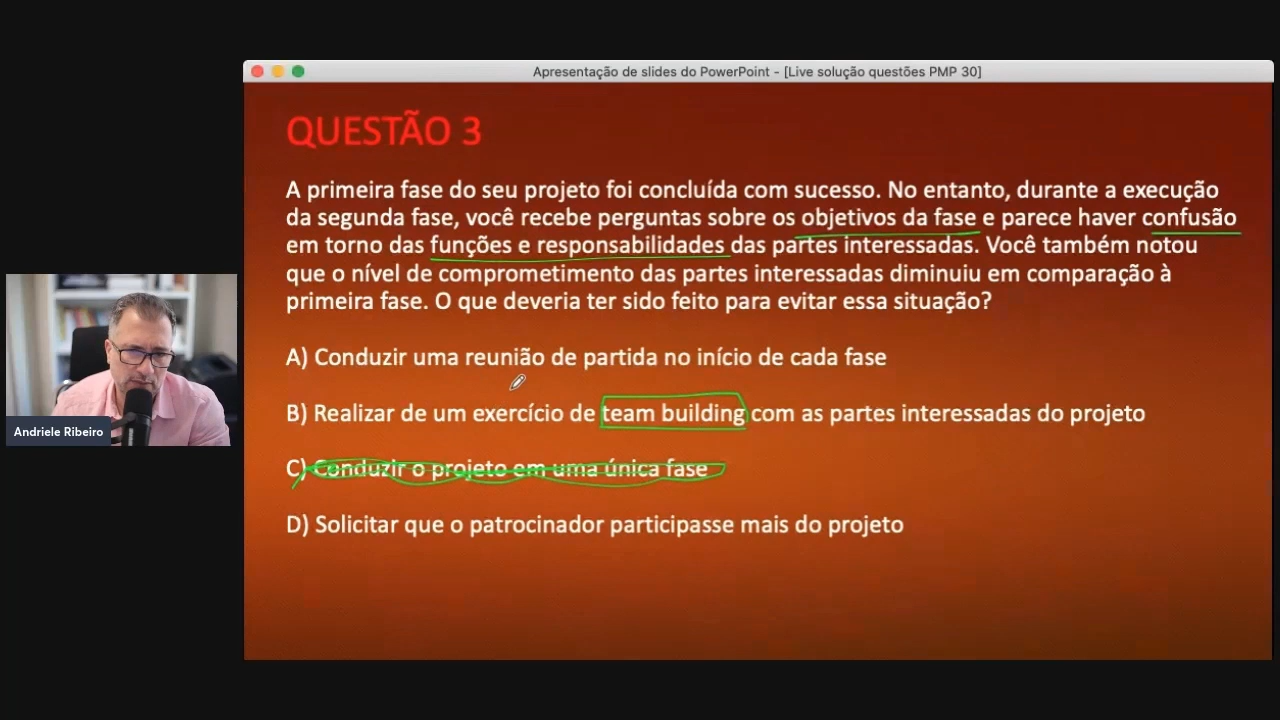 Apresentação de slides do PowerPoint - [Live solução questões PMP 30]
QUESTÃO 3
A primeira fase do seu projeto foi concluída com sucesso. No entanto, durante a execução
da segunda fase, você recebe perguntas sobre os objetivos da fase e parece haver confusão
em torno das funções e responsabilidades das partes interessadas. Você também notou
que o nível de comprometimento das partes interessadas diminuiu em comparação à
primeira fase. O que deveria ter sido feito para evitar essa situação?
A) Conduzir uma reunião de partida no início de cada fase
B) Realizar de um exercício de team building com as partes interessadas do projeto
C) Conduzir o projeto em uma única fase
D) Solicitar que o patrocinador participasse mais do projeto
Andriele Ribeiro